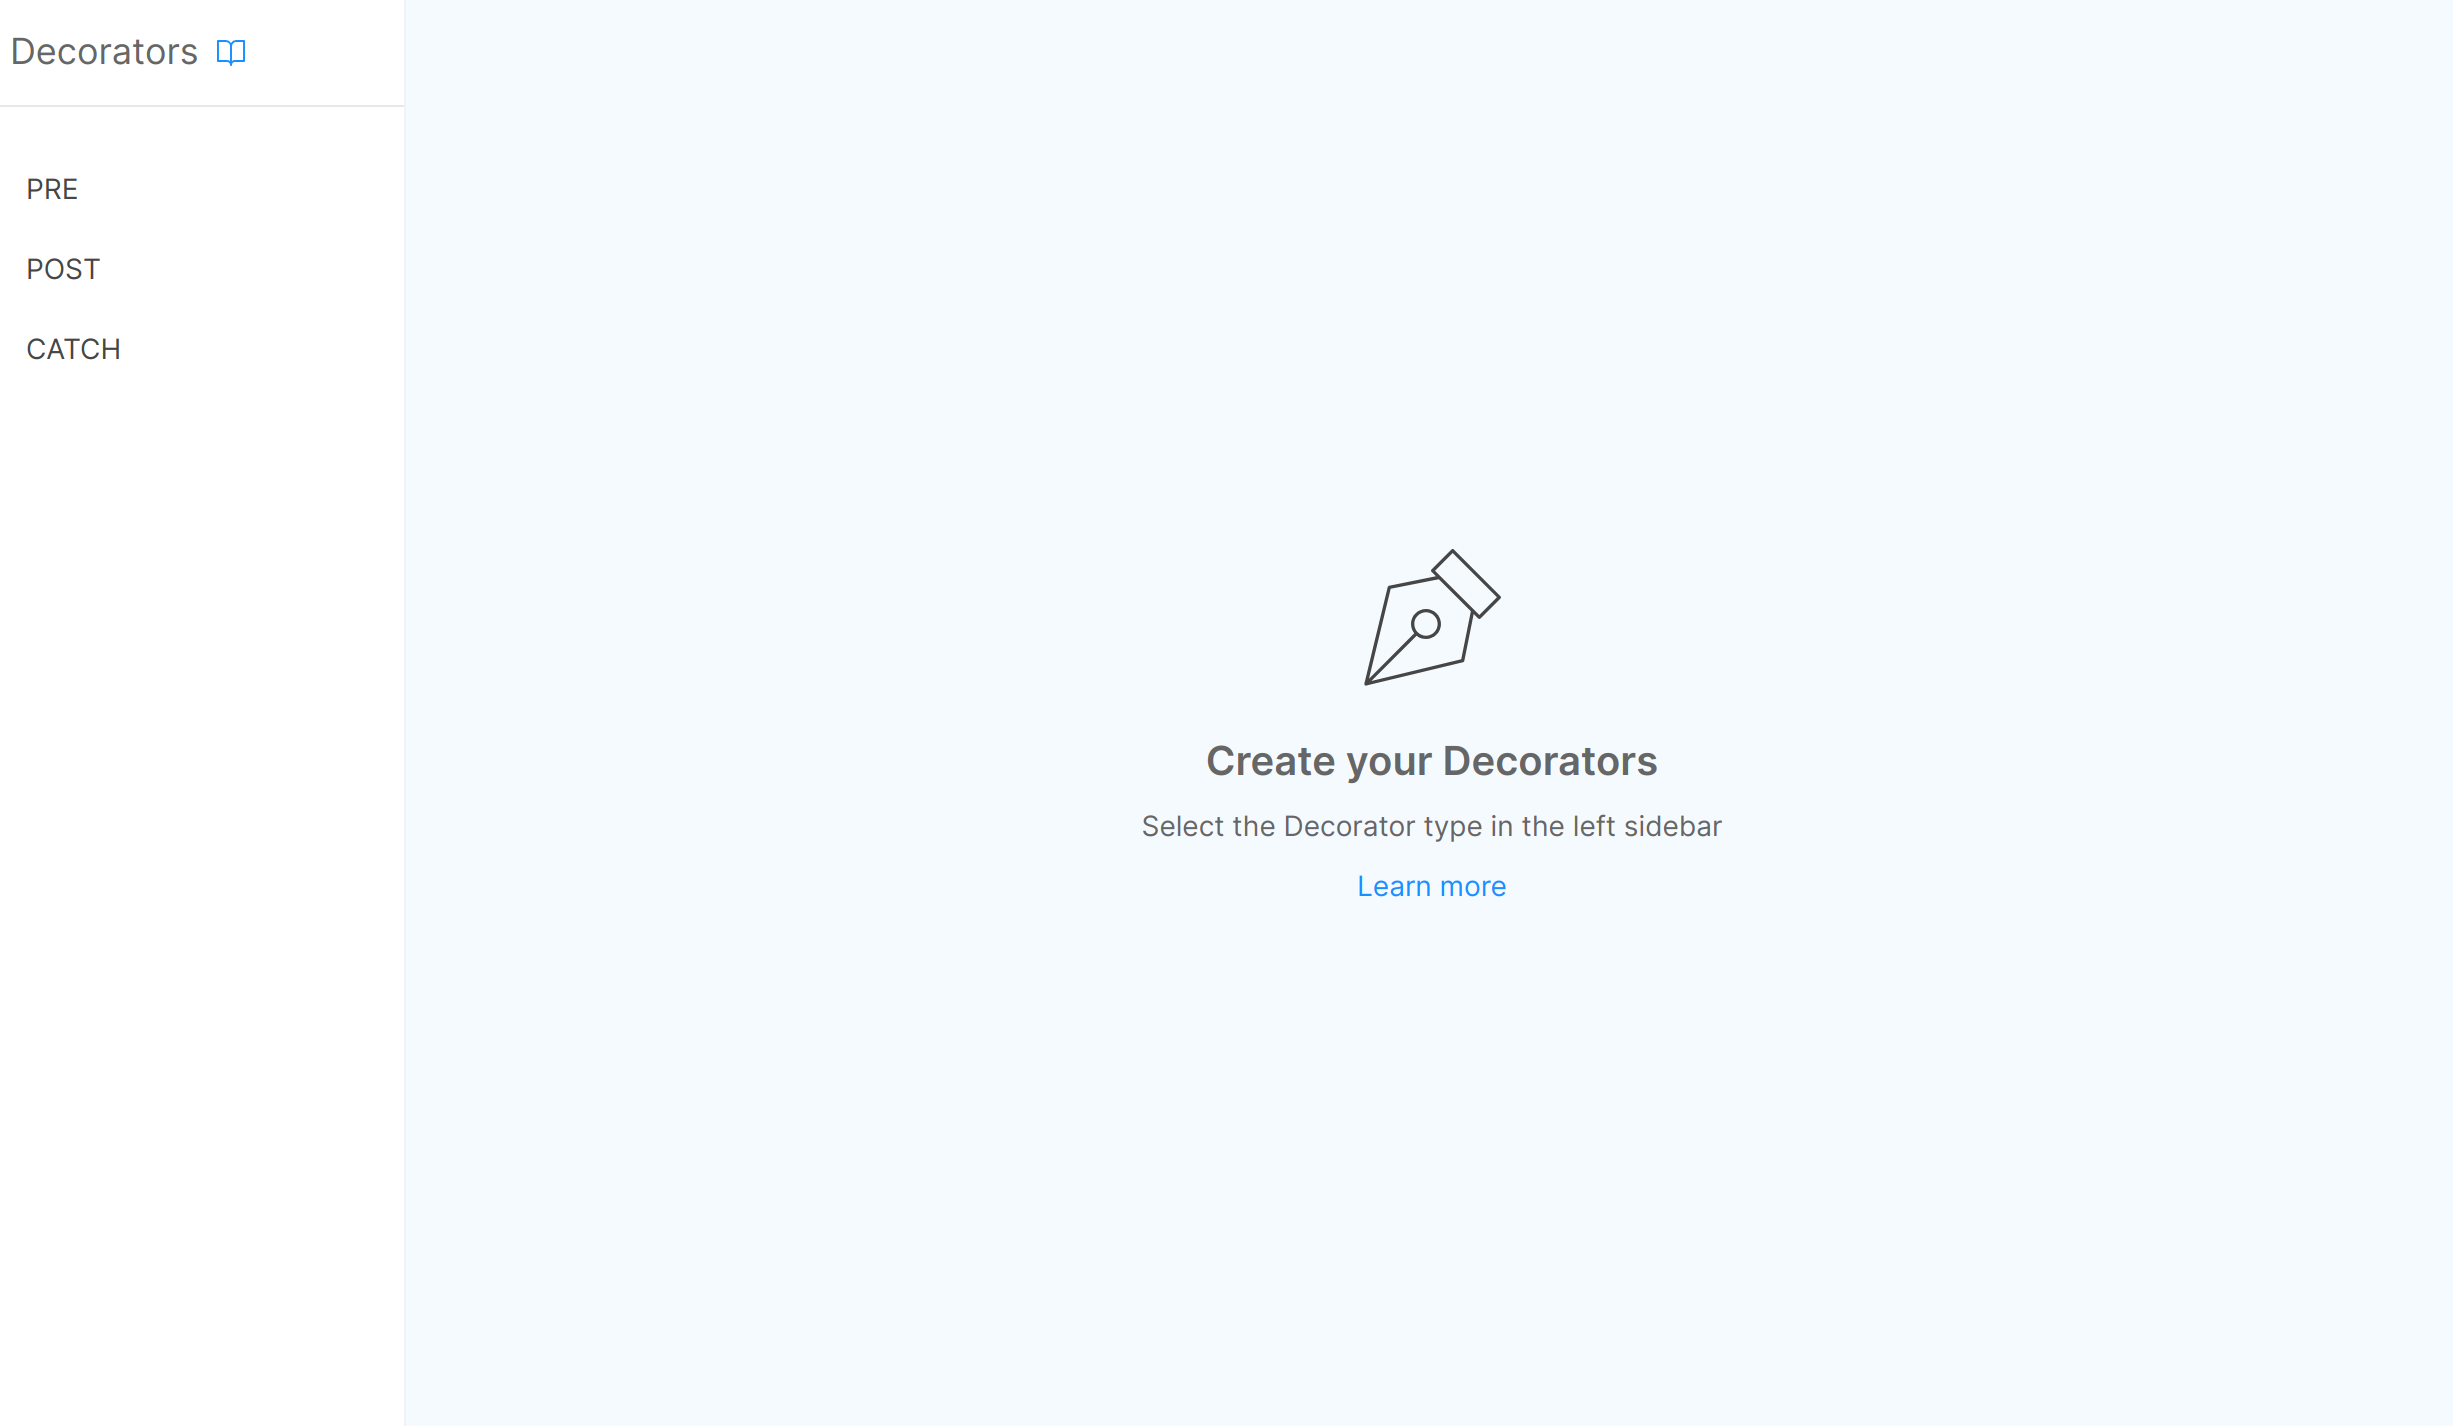 Decorators
PRE
POST
CATCH
Create your Decorators
Select the Decorator type in the left sidebar
Learn more